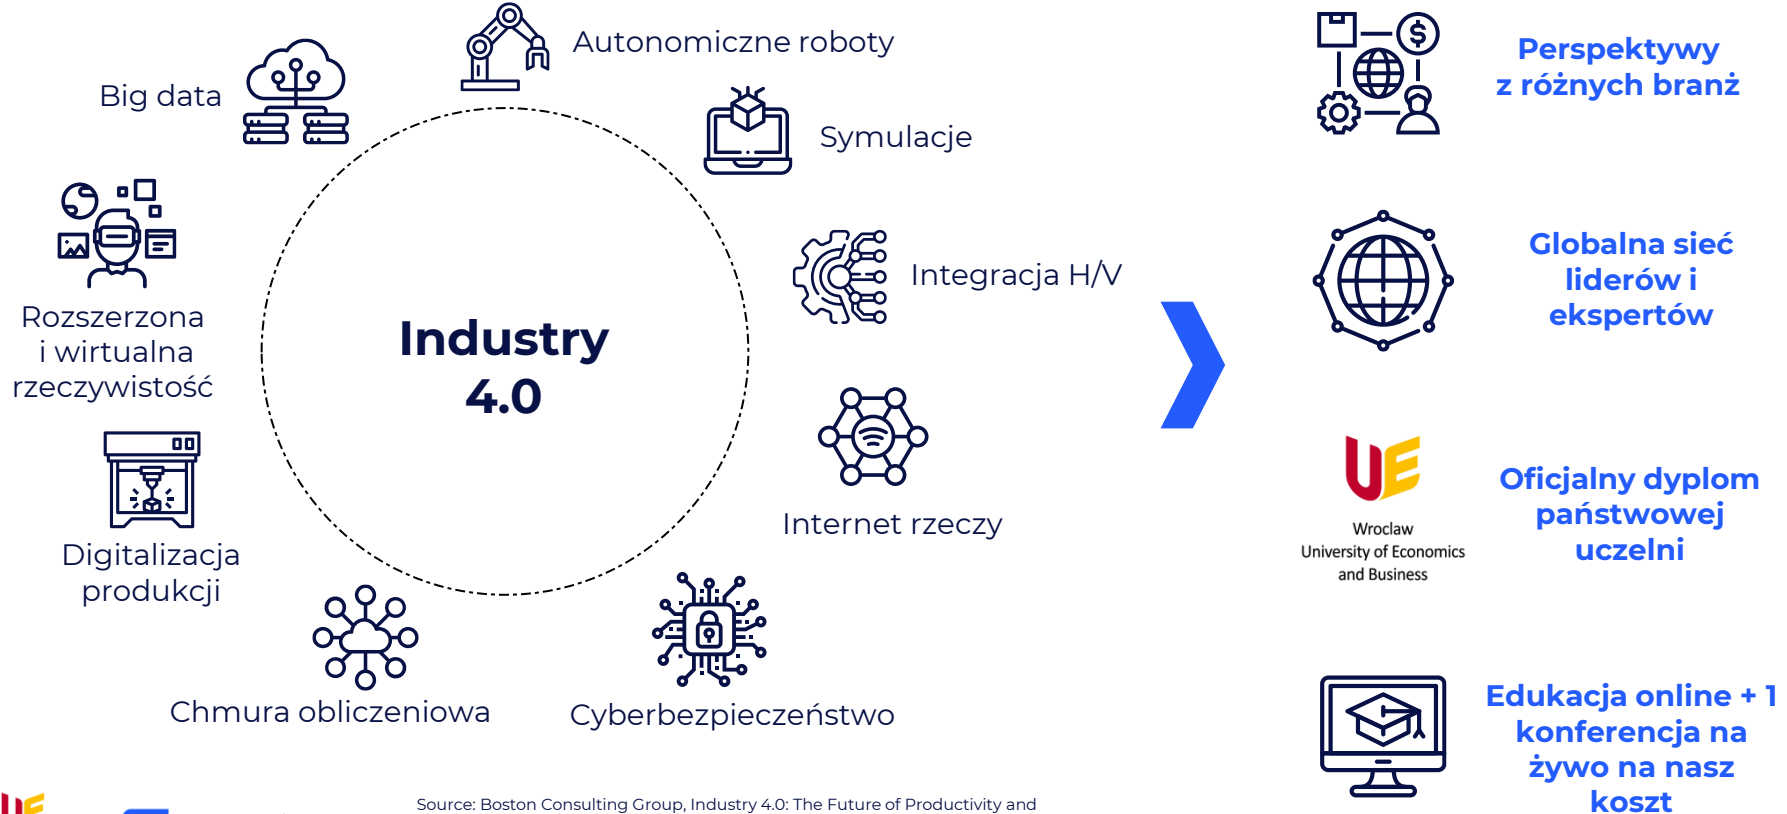 Autonomiczne roboty
Big data
Symulacje
Integracja H/V
Rozszerzona
i wirtualna
rzeczywistość
Industry
4.0
Internet rzeczy
Digitalizacja
produkcji
Chmura obliczeniowa
Cyberbezpieczeństwo
Source: Boston Consulting Group, Industry 4.0: The Future of Productivity and
Perspektywy
z różnych branż
Globalna sieć
liderów i
ekspertów
UE
Wroclaw
University of Economics
and Business
Oficjalny dyplom
państwowej
uczelni
Edukacja online + 1
konferencja na
żywo na nasz
koszt
UE